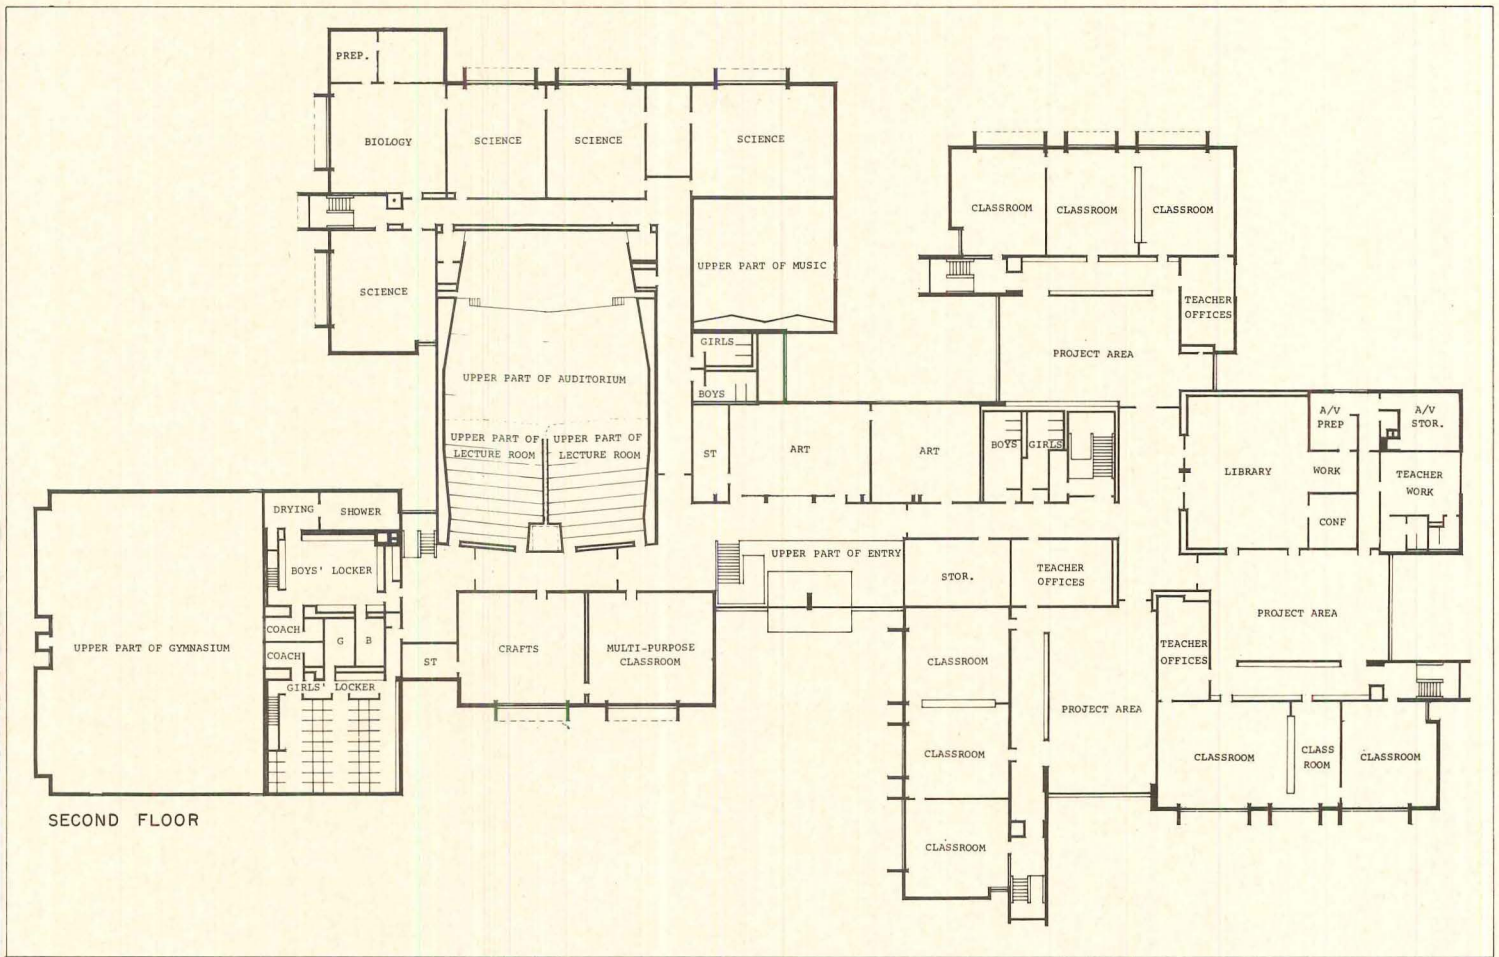 PREP.
BIOLOGY
SCIENCE
SCIENCE
SCIENCE
SCIENCE
UPPER PART OF MUSIC
CLASSROOM
CLASSROOM
CLASSROOM
TEACHER
OFFICES
PROJECT AREA
GIRLS
BOYS
UPPER PART OF AUDITORIUM
UPPER PART OF
LECTURE ROOM
UPPER PART OF
LECTURE ROOM
ST
ART
ART
BOYS
GIRLS
LIBRARY
A/V
PREP
A/V
STOR.
WORK
TEACHER
WORK
CONF
DRYING
SHOWER
BOYS' LOCKER
UPPER PART OF ENTRY
STOR.
TEACHER
OFFICES
PROJECT AREA
COACH
COACH
G
B
UPPER PART OF GYMNASIUM
GIRLS' LOCKER
ST
CRAFTS
MULTI-PURPOSE
CLASSROOM
CLASSROOM
TEACHER
OFFICES
PROJECT AREA
CLASSROOM
CLASSROOM
CLASS
ROOM
CLASSROOM
CLASSROOM
SECOND FLOOR